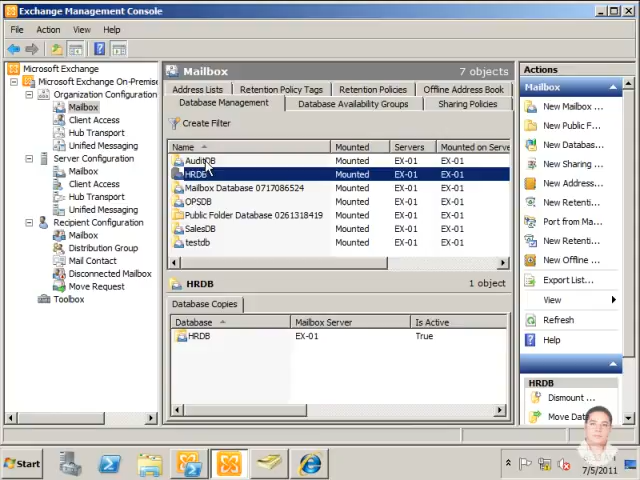 Exchange Management Console
File Action View Help
Microsoft Exchange
Microsoft Exchange On-Premise
Organization Configuration
Mailbox
Client Access
Hub Transport
Unified Messaging
Server Configuration
Mailbox
Client Access
Hub Transport
Unified Messaging
Recipient Configuration
Mailbox
Distribution Group
Mail Contact
Disconnected Mailbox
Move Request
Toolbox
Mailbox 7 objects
Address Lists Retention Policy Tags Retention Policies Offline Address Book
Database Management Database Availability Groups Sharing Policies
Create Filter
Name Mounted Servers Mounted on Serve
AuditDB Mounted EX-01 EX-01
HRDB Mounted EX-01 EX-01
Mailbox Database 0717086524 Mounted EX-01 EX-01
OPSDB Mounted EX-01 EX-01
Public Folder Database 0261318419 Mounted EX-01 EX-01
SalesDB Mounted EX-01 EX-01
testdb Mounted EX-01 EX-01
HRDB 1 object
Database Copies
Database Mailbox Server Is Active
HRDB EX-01 True
Actions
Mailbox
New Mailbox ...
New Public F...
New Databas...
New Sharing ...
New Address...
New Retenti...
Port from Ma...
New Retenti...
New Offline ...
Export List...
View
Refresh
Help
HRDB
Dismount ...
Move Dat
Start
7/5/2011